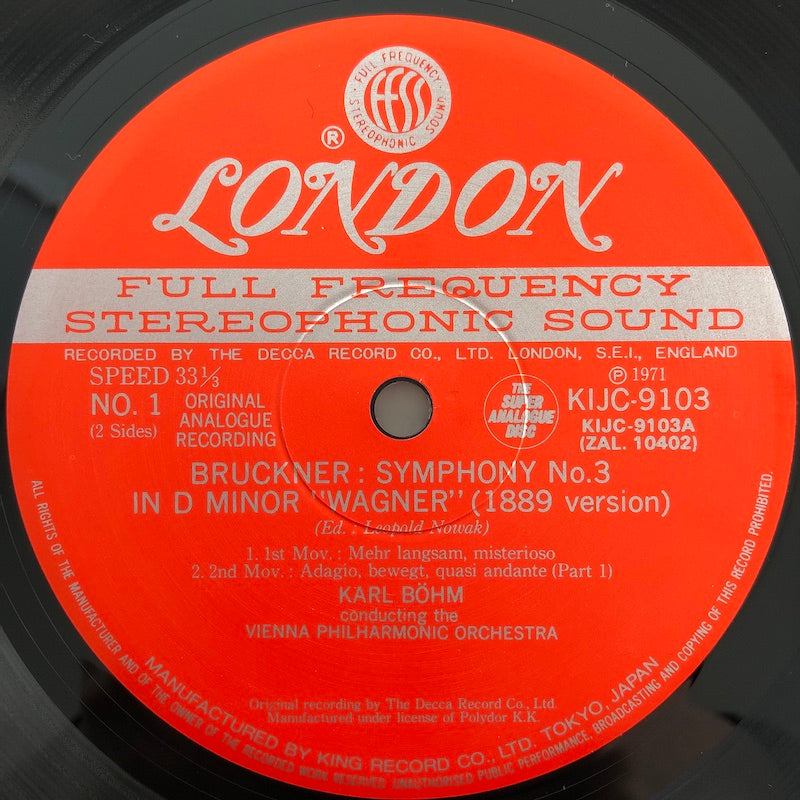 FULL FREQUENCY
FFSS
STEREOPHONIC SOUND
®
LONDON
FULL FREQUENCY
STEREOPHONIC SOUND
RECORDED BY THE DECCA RECORD CO., LTD. LONDON, S.E.I., ENGLAND
SPEED 33⅓
NO. 1
(2 Sides)
ORIGINAL
ANALOGUE
RECORDING
THE
SUPER
ANALOGUE
DISC
℗ 1971
KIJC-9103
KIJC-9103A
(ZAL. 10402)
BRUCKNER : SYMPHONY No.3
IN D MINOR "WAGNER" (1889 version)
(Ed. : Leopold Nowak)
1. 1st Mov. : Mehr langsam, misterioso
2. 2nd Mov. : Adagio, bewegt, quasi andante (Part 1)
KARL BÖHM
conducting the
VIENNA PHILHARMONIC ORCHESTRA
Original recording by The Decca Record Co., Ltd.
Manufactured under license of Polydor K.K.
MANUFACTURED BY KING RECORD CO., LTD. TOKYO, JAPAN
ALL RIGHTS OF THE MANUFACTURER AND OF THE OWNER OF THE RECORDED WORK RESERVED UNAUTHORISED PUBLIC PERFORMANCE, BROADCASTING AND COPYING OF THIS RECORD PROHIBITED.